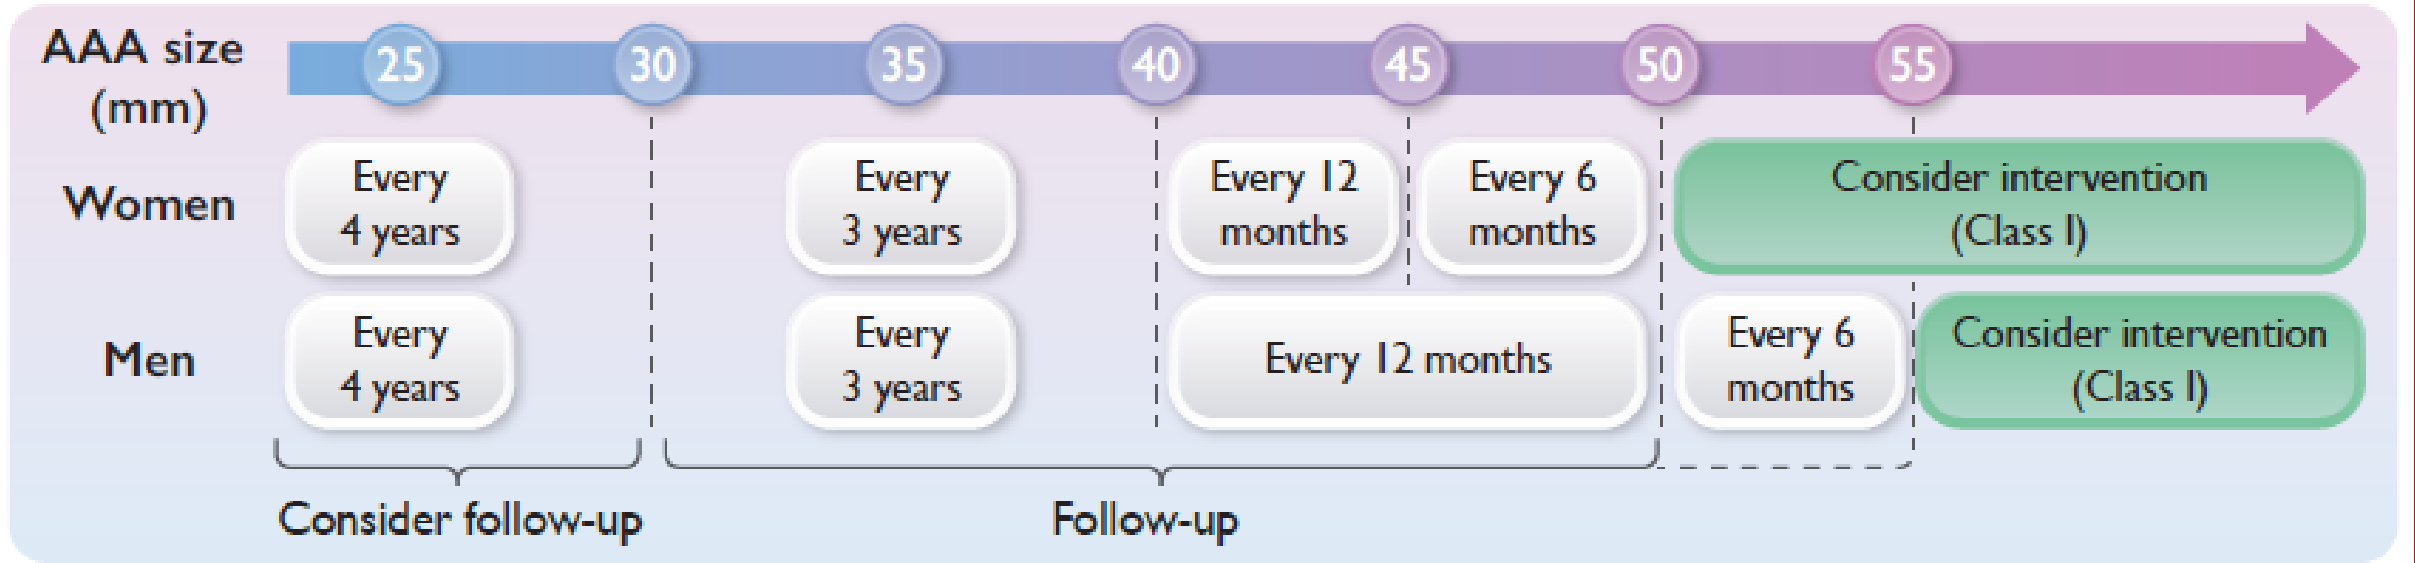 AAA size
(mm)
25 30 35 40 45 50 55
Women
Every
4 years
Every
3 years
Every 12
months
Every 6
months
Consider intervention
(Class I)
Men
Every
4 years
Every
3 years
Every 12 months
Every 6
months
Consider intervention
(Class I)
Consider follow-up
Follow-up